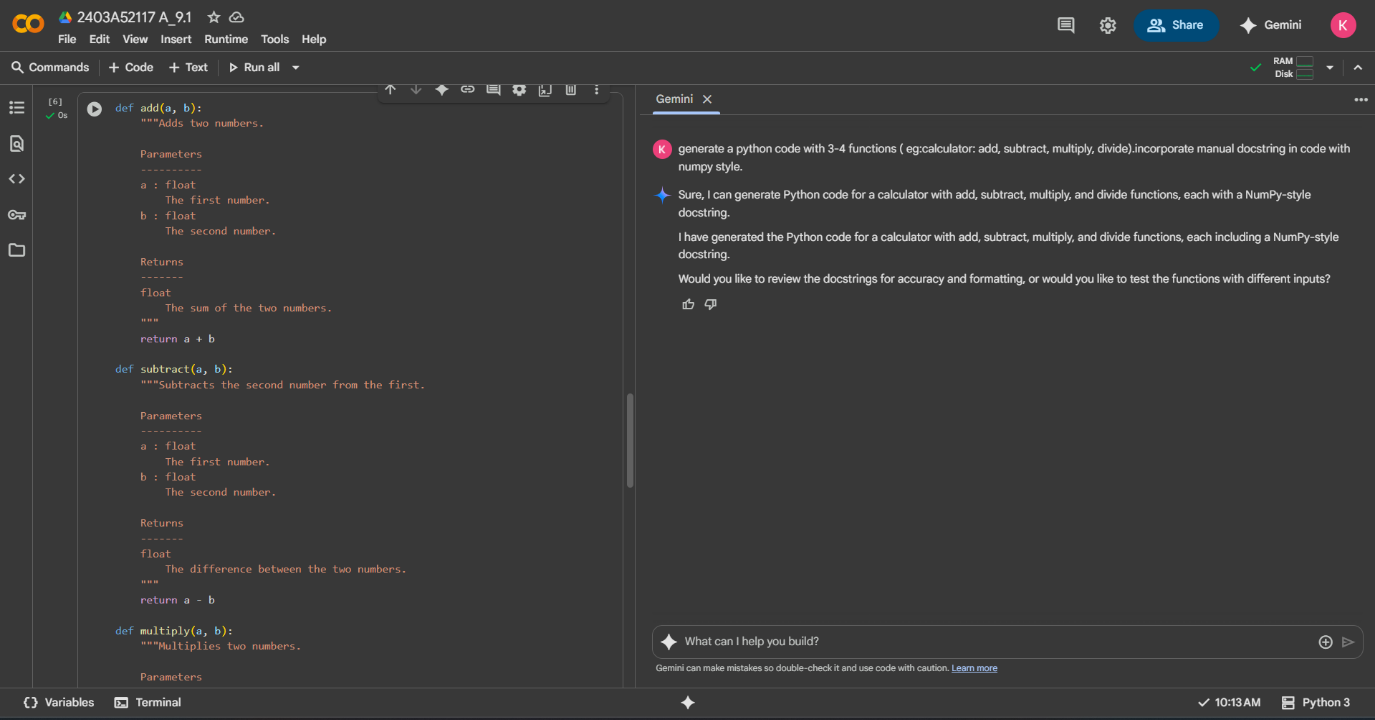 2403A52117 A_9.1
File Edit View Insert Runtime Tools Help
Share
Gemini
K
Commands + Code + Text Run all
RAM
Disk
[6]
0s
def add(a, b):
"""Adds two numbers.
Parameters
----------
a : float
The first number.
b : float
The second number.
Returns
-------
float
The sum of the two numbers.
"""
return a + b
def subtract(a, b):
"""Subtracts the second number from the first.
Parameters
----------
a : float
The first number.
b : float
The second number.
Returns
-------
float
The difference between the two numbers.
"""
return a - b
def multiply(a, b):
"""Multiplies two numbers.
Parameters
Gemini
K
generate a python code with 3-4 functions ( eg:calculator: add, subtract, multiply, divide).incorporate manual docstring in code with
numpy style.
Sure, I can generate Python code for a calculator with add, subtract, multiply, and divide functions, each with a NumPy-style
docstring.
I have generated the Python code for a calculator with add, subtract, multiply, and divide functions, each including a NumPy-style
docstring.
Would you like to review the docstrings for accuracy and formatting, or would you like to test the functions with different inputs?
What can I help you build?
Gemini can make mistakes so double-check it and use code with caution. Learn more
Variables Terminal
10:13 AM Python 3